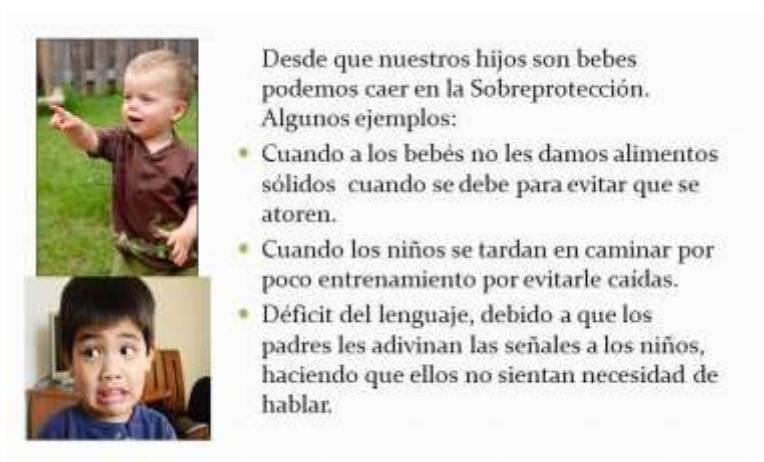 Desde que nuestros hijos son bebes
podemos caer en la Sobreprotección.
Algunos ejemplos:
• Cuando a los bebés no les damos alimentos
sólidos cuando se debe para evitar que se
atoren.
• Cuando los niños se tardan en caminar por
poco entrenamiento por evitarle caídas.
• Déficit del lenguaje, debido a que los
padres les adivinan las señales a los niños,
haciendo que ellos no sientan necesidad de
hablar.